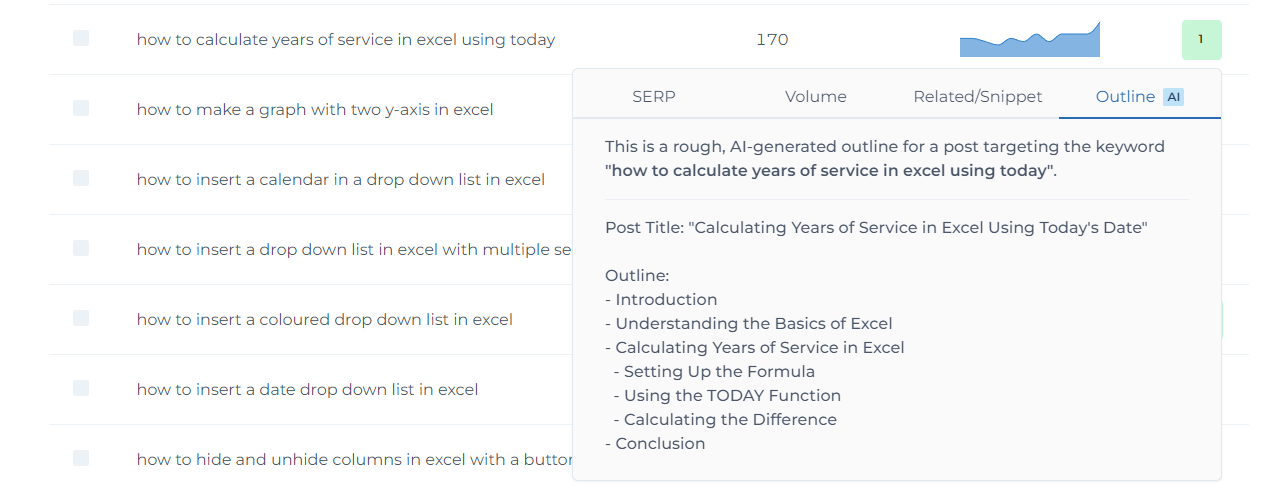 how to calculate years of service in excel using today
170
1
how to make a graph with two y-axis in excel
how to insert a calendar in a drop down list in excel
how to insert a drop down list in excel with multiple se
how to insert a coloured drop down list in excel
how to insert a date drop down list in excel
how to hide and unhide columns in excel with a button
SERP
Volume
Related/Snippet
Outline AI
This is a rough, AI-generated outline for a post targeting the keyword
"how to calculate years of service in excel using today".
Post Title: "Calculating Years of Service in Excel Using Today's Date"
Outline:
- Introduction
- Understanding the Basics of Excel
- Calculating Years of Service in Excel
- Setting Up the Formula
- Using the TODAY Function
- Calculating the Difference
- Conclusion